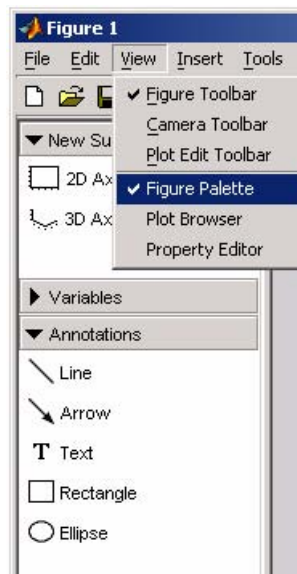 Figure 1
File Edit View Insert Tools
Figure Toolbar
Camera Toolbar
Plot Edit Toolbar
Figure Palette
Plot Browser
Property Editor
New Su
2D Ax
3D Ax
Variables
Annotations
Line
Arrow
T Text
Rectangle
Ellipse